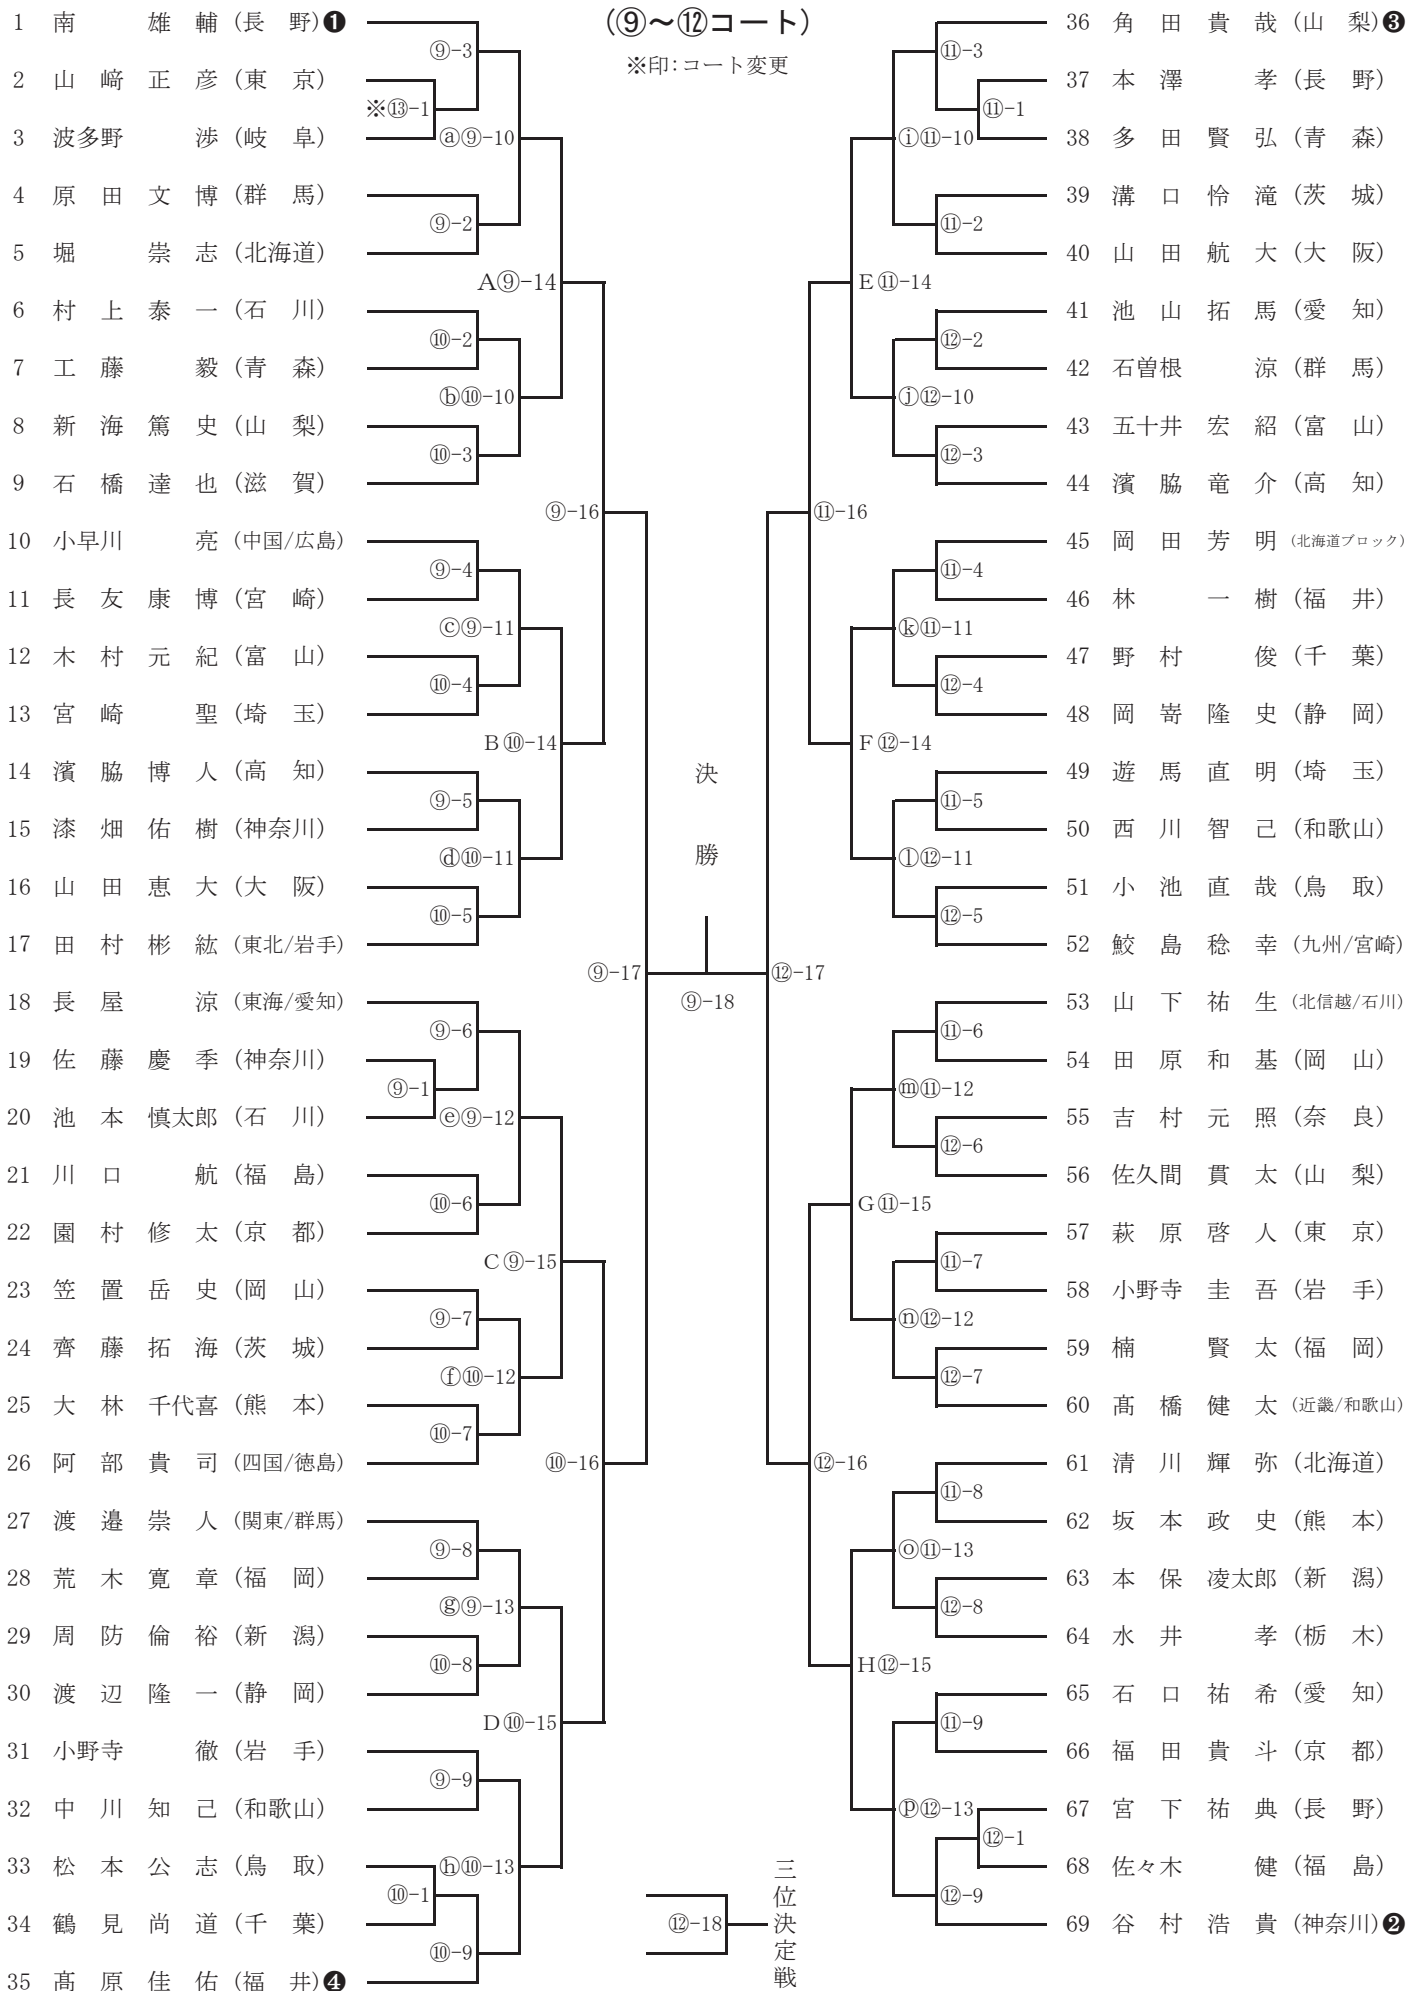 (⑨～⑫コート)
※印：コート変更
1 南 雄輔 (長野) ❶
2 山﨑正彦 (東京)
3 波多野 渉 (岐阜)
4 原田文博 (群馬)
5 堀 崇志 (北海道)
6 村上泰一 (石川)
7 工藤 毅 (青森)
8 新海篤史 (山梨)
9 石橋達也 (滋賀)
10 小早川 亮 (中国/広島)
11 長友康博 (宮崎)
12 木村元紀 (富山)
13 宮崎 聖 (埼玉)
14 濱脇博人 (高知)
15 漆畑佑樹 (神奈川)
16 山田恵大 (大阪)
17 田村彬紘 (東北/岩手)
18 長屋 涼 (東海/愛知)
19 佐藤慶季 (神奈川)
20 池本慎太郎 (石川)
21 川口 航 (福島)
22 園村修太 (京都)
23 笠置岳史 (岡山)
24 齊藤拓海 (茨城)
25 大林千代喜 (熊本)
26 阿部貴司 (四国/徳島)
27 渡邉崇人 (関東/群馬)
28 荒木寛章 (福岡)
29 周防倫裕 (新潟)
30 渡辺隆一 (静岡)
31 小野寺 徹 (岩手)
32 中川知己 (和歌山)
33 松本公志 (鳥取)
34 鶴見尚道 (千葉)
35 髙原佳佑 (福井) ❹
⑨-3
※⑬-1
ⓐ⑨-10
⑨-2
A⑨-14
⑩-2
ⓑ⑩-10
⑩-3
⑨-16
⑨-4
ⓒ⑨-11
⑩-4
B⑩-14
⑨-5
ⓓ⑩-11
⑩-5
⑨-17
⑨-6
⑨-1
ⓔ⑨-12
⑩-6
C⑨-15
⑨-7
ⓕ⑩-12
⑩-7
⑩-16
⑨-8
ⓖ⑨-13
⑩-8
D⑩-15
⑨-9
ⓗ⑩-13
⑩-1
⑩-9
決勝
⑨-18
三位決定戦
⑫-18
⑪-3
⑪-1
ⓘ⑪-10
⑪-2
E⑪-14
⑫-2
ⓙ⑫-10
⑫-3
⑪-16
⑪-4
ⓚ⑪-11
⑫-4
F⑫-14
⑪-5
ⓛ⑫-11
⑫-5
⑫-17
⑪-6
ⓜ⑪-12
⑫-6
G⑪-15
⑪-7
ⓝ⑫-12
⑫-7
⑫-16
⑪-8
ⓞ⑪-13
⑫-8
H⑫-15
⑪-9
ⓟ⑫-13
⑫-1
⑫-9
36 角田貴哉 (山梨) ❸
37 本澤 孝 (長野)
38 多田賢弘 (青森)
39 溝口怜滝 (茨城)
40 山田航大 (大阪)
41 池山拓馬 (愛知)
42 石曽根 涼 (群馬)
43 五十井宏紹 (富山)
44 濱脇竜介 (高知)
45 岡田芳明 (北海道ブロック)
46 林 一樹 (福井)
47 野村 俊 (千葉)
48 岡嵜隆史 (静岡)
49 遊馬直明 (埼玉)
50 西川智己 (和歌山)
51 小池直哉 (鳥取)
52 鮫島稔幸 (九州/宮崎)
53 山下祐生 (北信越/石川)
54 田原和基 (岡山)
55 吉村元照 (奈良)
56 佐久間貫太 (山梨)
57 萩原啓人 (東京)
58 小野寺圭吾 (岩手)
59 楠 賢太 (福岡)
60 髙橋健太 (近畿/和歌山)
61 清川輝弥 (北海道)
62 坂本政史 (熊本)
63 本保凌太郎 (新潟)
64 水井 孝 (栃木)
65 石口祐希 (愛知)
66 福田貴斗 (京都)
67 宮下祐典 (長野)
68 佐々木 健 (福島)
69 谷村浩貴 (神奈川) ❷